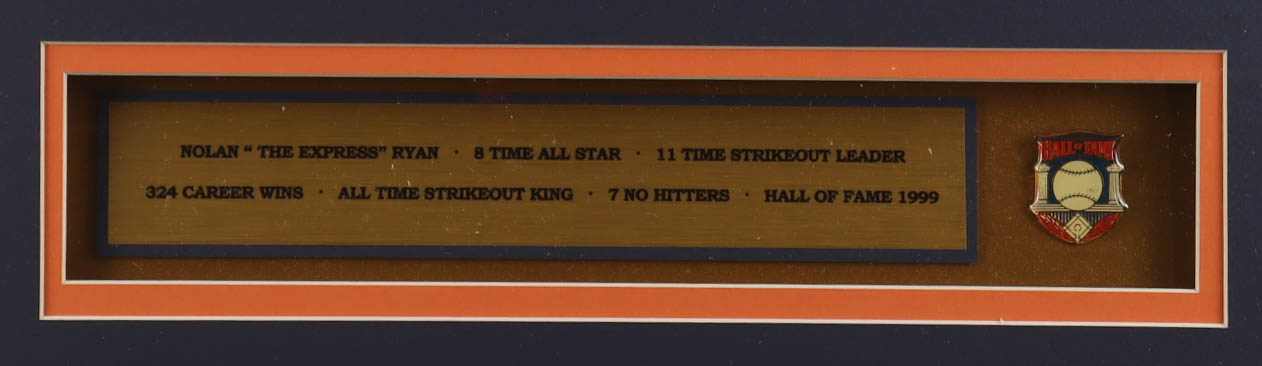 NOLAN “ THE EXPRESS” RYAN · 8 TIME ALL STAR · 11 TIME STRIKEOUT LEADER
324 CAREER WINS · ALL TIME STRIKEOUT KING · 7 NO HITTERS · HALL OF FAME 1999
HALL OF FAME